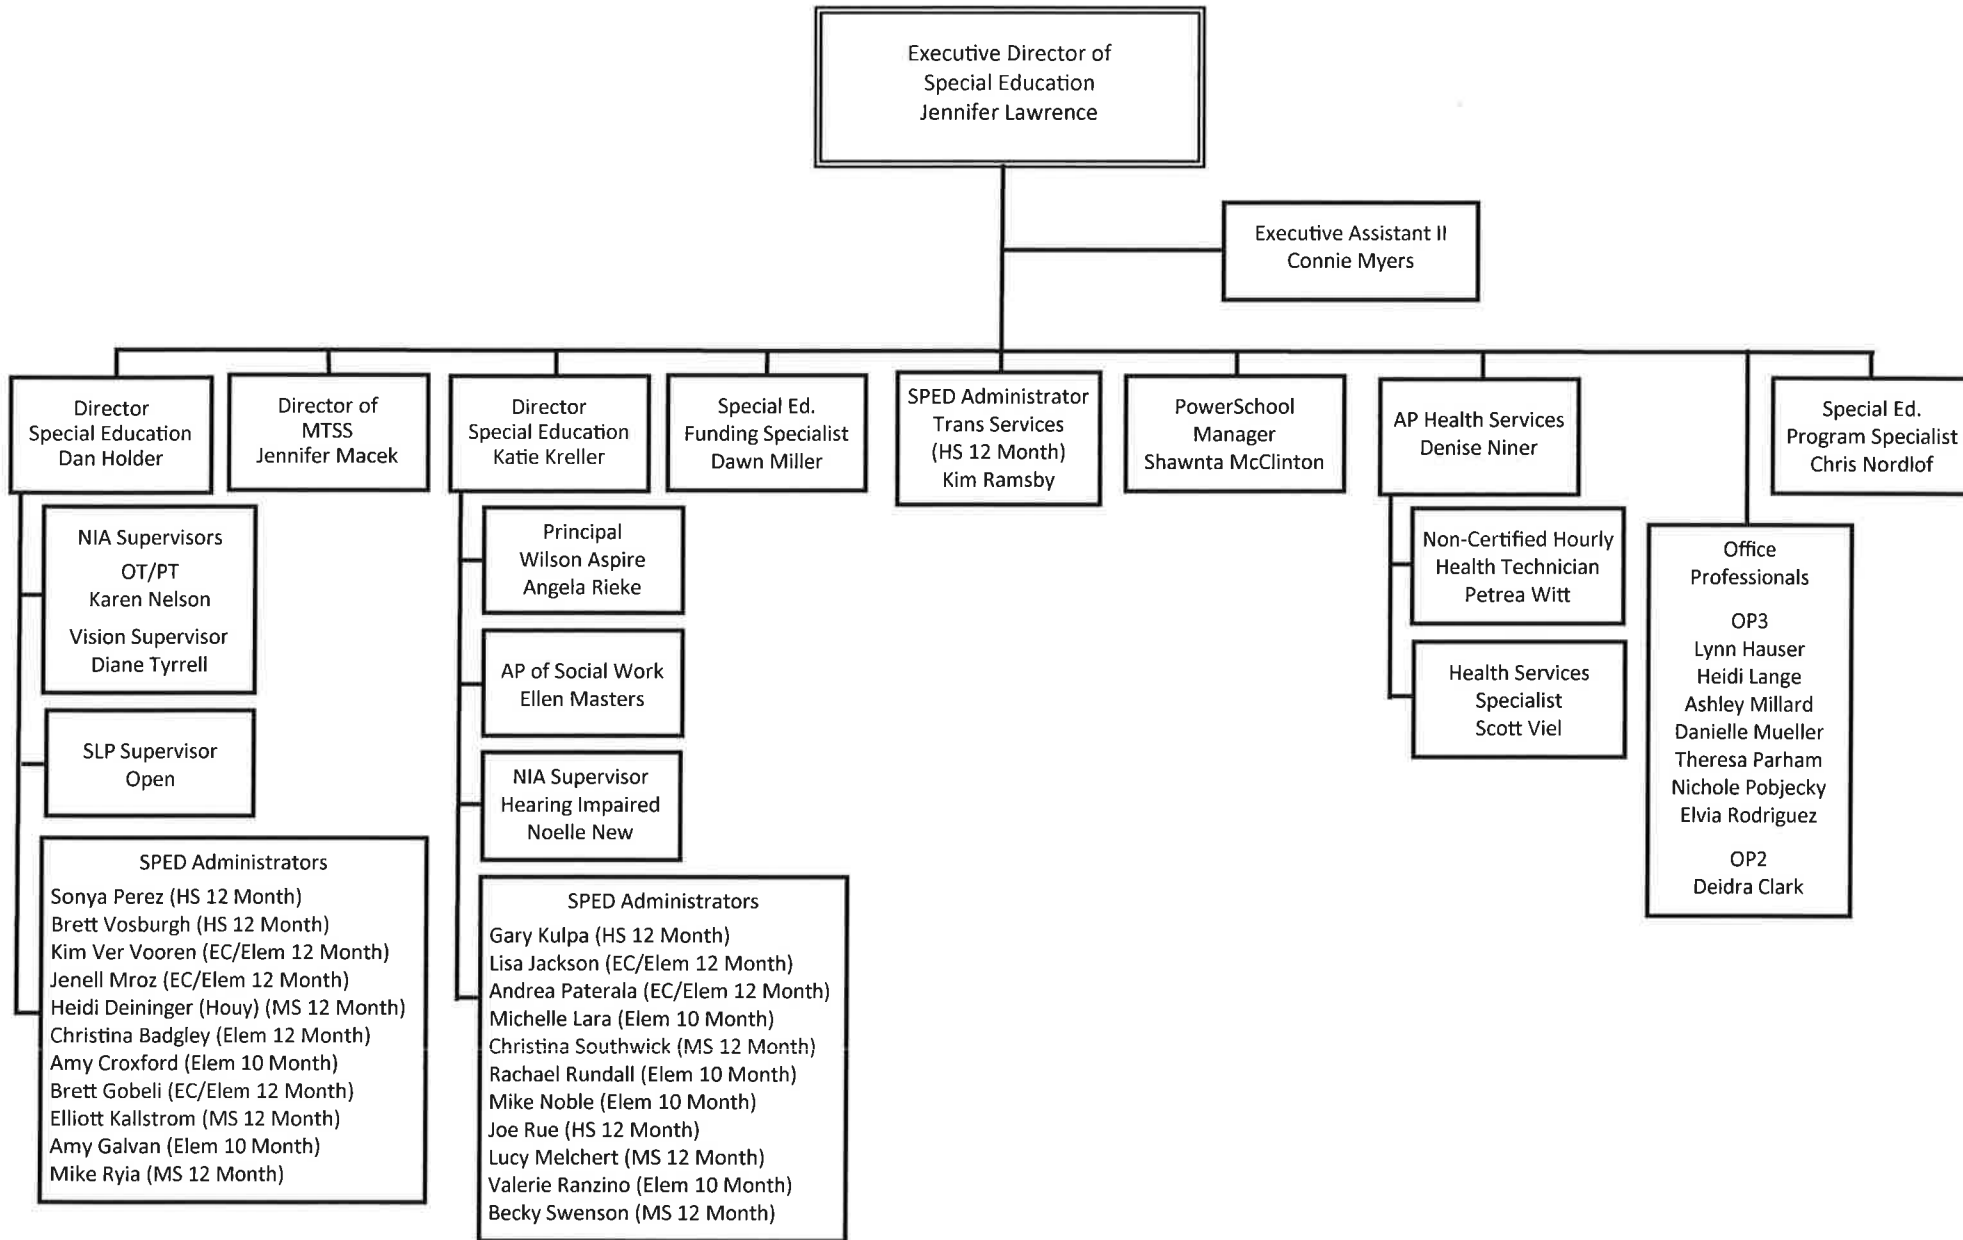 Executive Director of
Special Education
Jennifer Lawrence
Executive Assistant II
Connie Myers
Director
Special Education
Dan Holder
Director of
MTSS
Jennifer Macek
Director
Special Education
Katie Kreller
Special Ed.
Funding Specialist
Dawn Miller
SPED Administrator
Trans Services
(HS 12 Month)
Kim Ramsby
PowerSchool
Manager
Shawnta McClinton
AP Health Services
Denise Niner
Special Ed.
Program Specialist
Chris Nordlof
NIA Supervisors
OT/PT
Karen Nelson
Vision Supervisor
Diane Tyrrell
SLP Supervisor
Open
SPED Administrators
Sonya Perez (HS 12 Month)
Brett Vosburgh (HS 12 Month)
Kim Ver Vooren (EC/Elem 12 Month)
Jenell Mroz (EC/Elem 12 Month)
Heidi Deininger (Houy) (MS 12 Month)
Christina Badgley (Elem 12 Month)
Amy Croxford (Elem 10 Month)
Brett Gobeli (EC/Elem 12 Month)
Elliott Kallstrom (MS 12 Month)
Amy Galvan (Elem 10 Month)
Mike Ryia (MS 12 Month)
Principal
Wilson Aspire
Angela Rieke
AP of Social Work
Ellen Masters
NIA Supervisor
Hearing Impaired
Noelle New
SPED Administrators
Gary Kulpa (HS 12 Month)
Lisa Jackson (EC/Elem 12 Month)
Andrea Paterala (EC/Elem 12 Month)
Michelle Lara (Elem 10 Month)
Christina Southwick (MS 12 Month)
Rachael Rundall (Elem 10 Month)
Mike Noble (Elem 10 Month)
Joe Rue (HS 12 Month)
Lucy Melchert (MS 12 Month)
Valerie Ranzino (Elem 10 Month)
Becky Swenson (MS 12 Month)
Non-Certified Hourly
Health Technician
Petrea Witt
Health Services
Specialist
Scott Viel
Office
Professionals
OP3
Lynn Hauser
Heidi Lange
Ashley Millard
Danielle Mueller
Theresa Parham
Nichole Pobjecky
Elvia Rodriguez
OP2
Deidra Clark